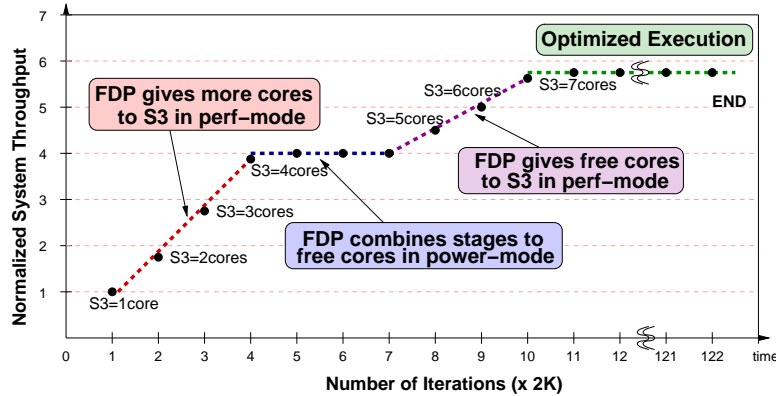 7
6
5
4
3
2
1
Normalized System Throughput
Optimized Execution
FDP gives more cores
to S3 in perf−mode
S3=6cores
S3=7cores
END
S3=5cores
S3=4cores
FDP gives free cores
to S3 in perf−mode
S3=3cores
FDP combines stages to
free cores in power−mode
S3=2cores
S3=1core
0 1 2 3 4 5 6 7 8 9 10 11 12 121 122 time
Number of Iterations (x 2K)